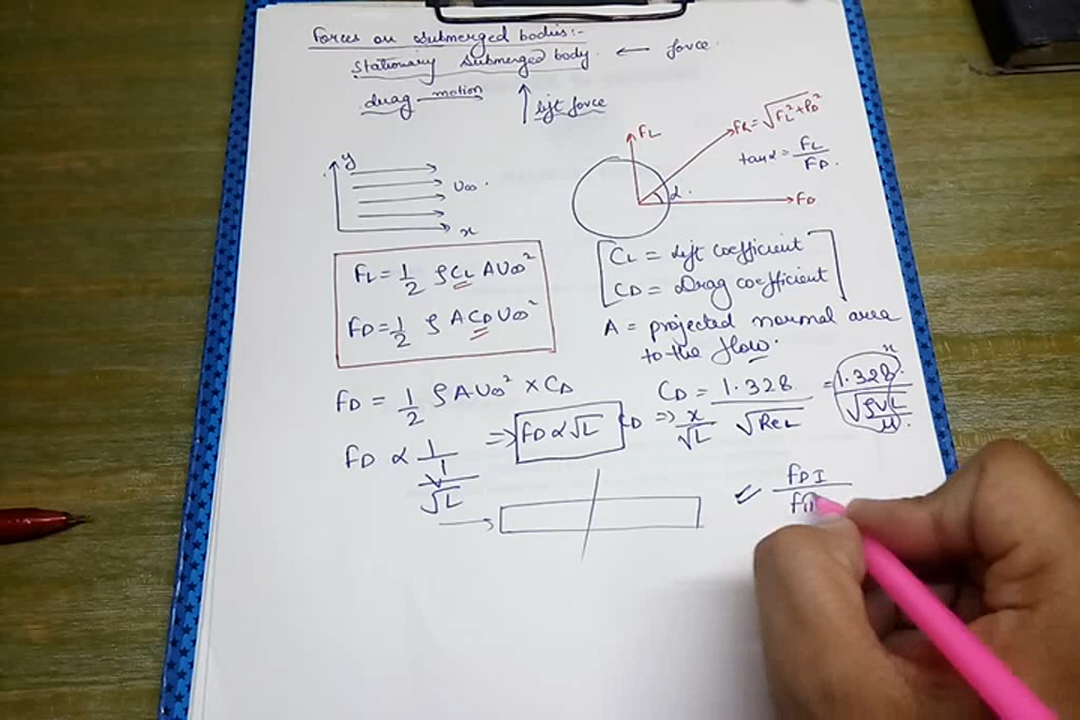 Forces on submerged bodies:-
Stationary submerged body. ← force.
drag motion → ↑ lift force
FL
FR = √FL²+FD²
tanα = FL/FD.
α.
FD
y
U∞.
x
FL = 1/2 ρ CL A U∞²
FD = 1/2 ρ A CD U∞²
CL = Lift coefficient
CD = Drag coefficient
A = projected normal area
to the flow.
FD = 1/2 ρ A U∞² × CD
CD = 1.328/√ReL = 1.328/√ρVL/μ.
x
FD ∝ 1/1/√L ⇒ FD ∝ √L
CD ⇒ x/√L
FDI